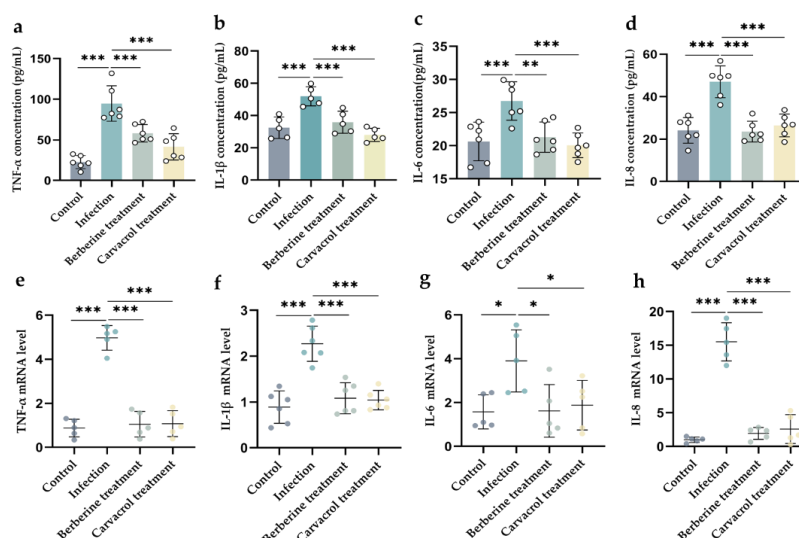 a
TNF-α concentration (pg/mL)
150
100
50
0
***
***
***
Control
Infection
Berberine treatment
Carvacrol treatment
b
IL-1β concentration(pg/mL)
80
60
40
20
0
***
***
***
Control
Infection
Berberine treatment
Carvacrol treatment
c
IL-6 concentration(pg/mL)
35
30
25
20
15
***
***
**
Control
Infection
Berberine treatment
Carvacrol treatment
d
IL-8 concentration(pg/mL)
60
40
20
0
***
***
***
Control
Infection
Berberine treatment
Carvacrol treatment
e
TNF-α mRNA level
6
4
2
0
***
***
***
Control
Infection
Berberine treatment
Carvacrol treatment
f
IL-1β mRNA level
3
2
1
0
***
***
***
Control
Infection
Berberine treatment
Carvacrol treatment
g
IL-6 mRNA level
6
4
2
0
*
*
*
Control
Infection
Berberine treatment
Carvacrol treatment
h
IL-8 mRNA level
20
15
10
5
0
***
***
***
Control
Infection
Berberine treatment
Carvacrol treatment